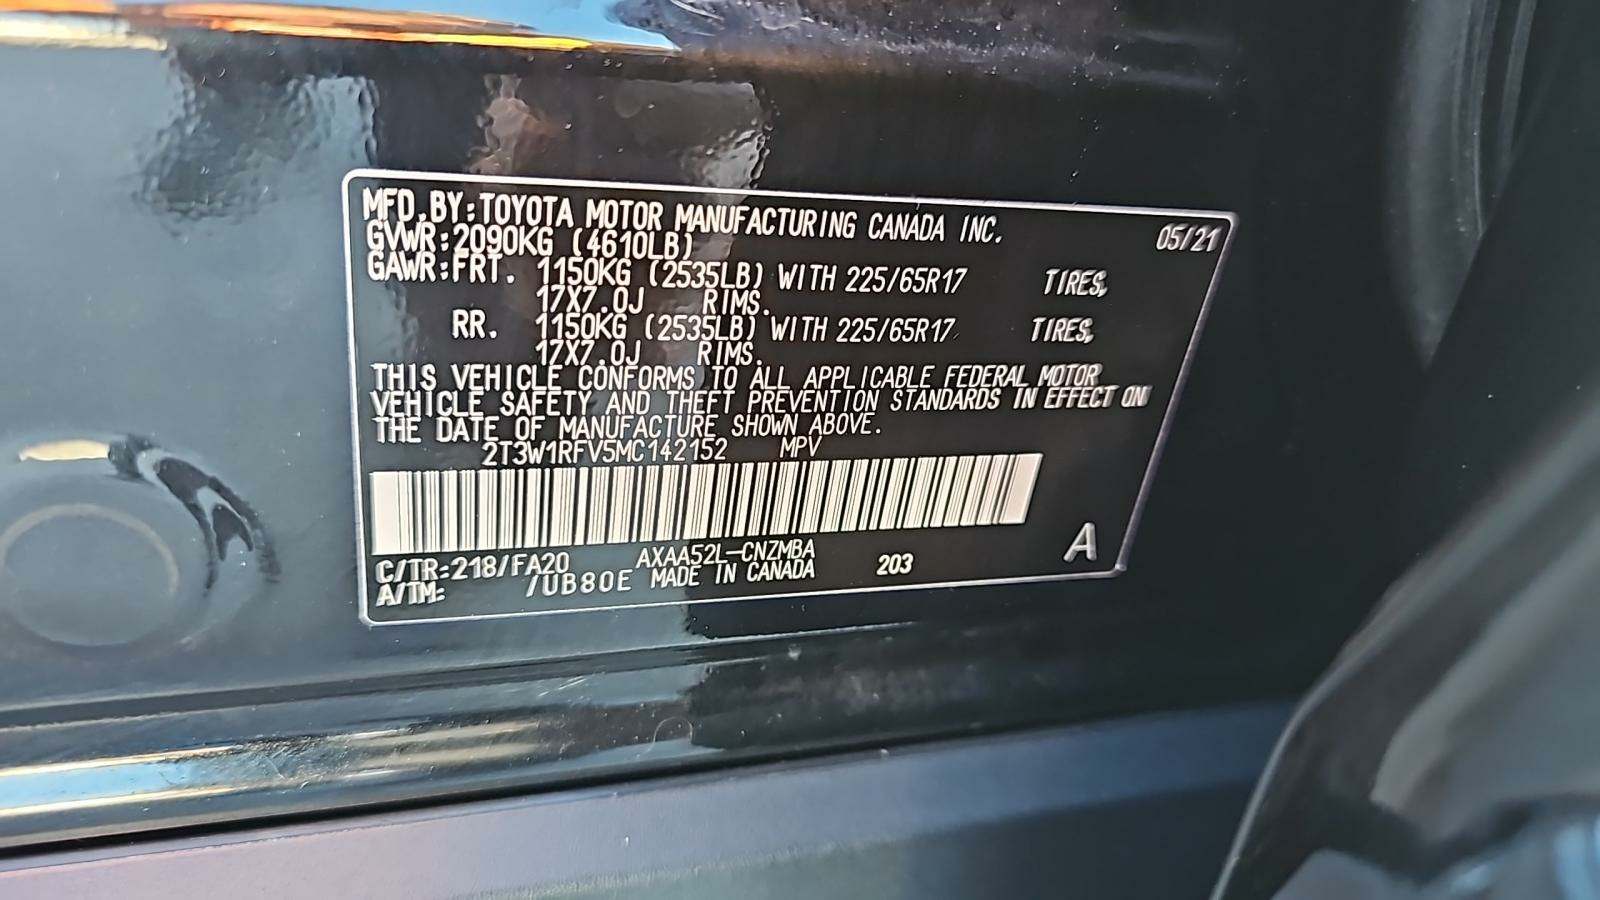 MFD.BY:TOYOTA MOTOR MANUFACTURING CANADA INC. 05/21
GVWR:2090KG (4610LB)
GAWR:FRT. 1150KG (2535LB) WITH 225/65R17 TIRES,
17X7.0J RIMS.
RR. 1150KG (2535LB) WITH 225/65R17 TIRES,
17X7.0J RIMS.
THIS VEHICLE CONFORMS TO ALL APPLICABLE FEDERAL MOTOR
VEHICLE SAFETY AND THEFT PREVENTION STANDARDS IN EFFECT ON
THE DATE OF MANUFACTURE SHOWN ABOVE.
2T3W1RFV5MC142152 MPV
C/TR:218/FA20 AXAA52L-CNZMBA 203 A
A/TM: /UB80E MADE IN CANADA